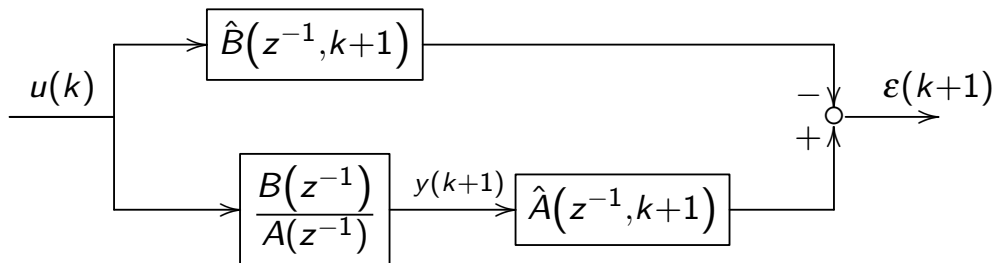 B̂(z⁻¹,k+1)
u(k)
−
ε(k+1)
+
B(z⁻¹)
A(z⁻¹)
y(k+1)
Â(z⁻¹,k+1)